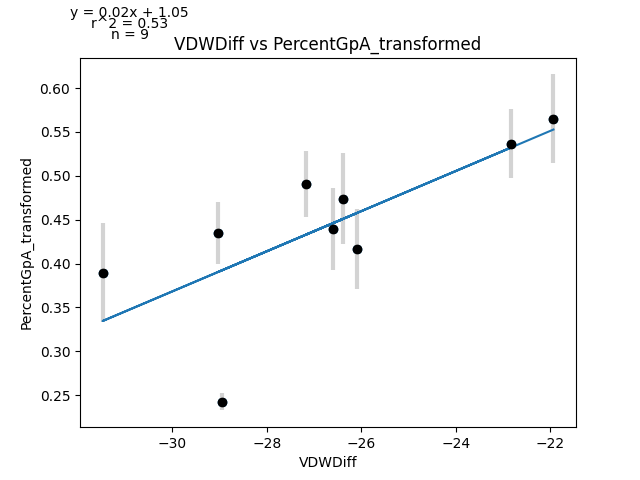 y = 0.02x + 1.05
r^2 = 0.53
n = 9
VDWDiff vs PercentGpA_transformed
PercentGpA_transformed
0.60
0.55
0.50
0.45
0.40
0.35
0.30
0.25
−30
−28
−26
−24
−22
VDWDiff